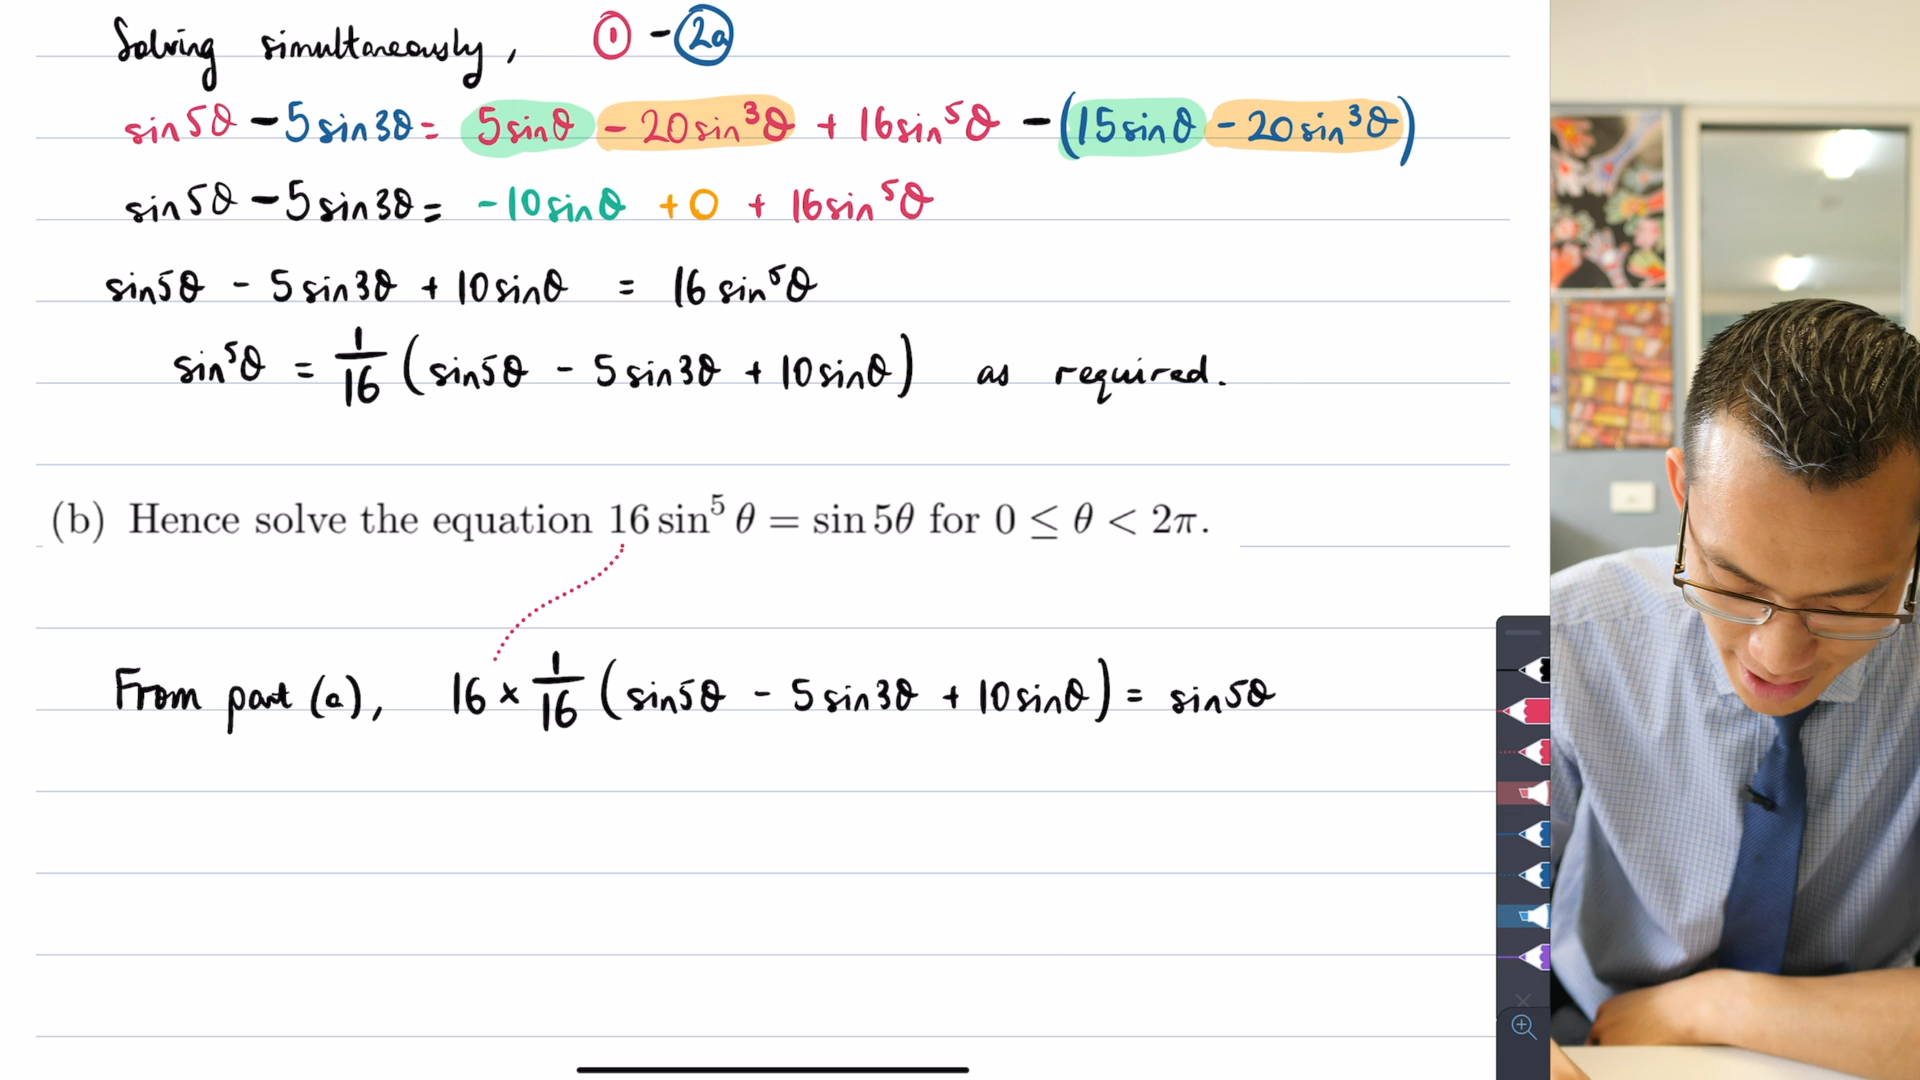 Solving simultaneously, ① - ②ⓐ
sin5θ - 5sin3θ = 5sinθ - 20sin³θ + 16sin⁵θ - (15sinθ - 20sin³θ)
sin5θ - 5sin3θ = -10sinθ + 0 + 16sin⁵θ
sin5θ - 5sin3θ + 10sinθ = 16sin⁵θ
sin⁵θ = 1/16 (sin5θ - 5sin3θ + 10sinθ) as required.
(b) Hence solve the equation 16 sin⁵ θ = sin 5θ for 0 ≤ θ < 2π.
From part (a), 16 × 1/16 (sin5θ - 5sin3θ + 10sinθ) = sin5θ